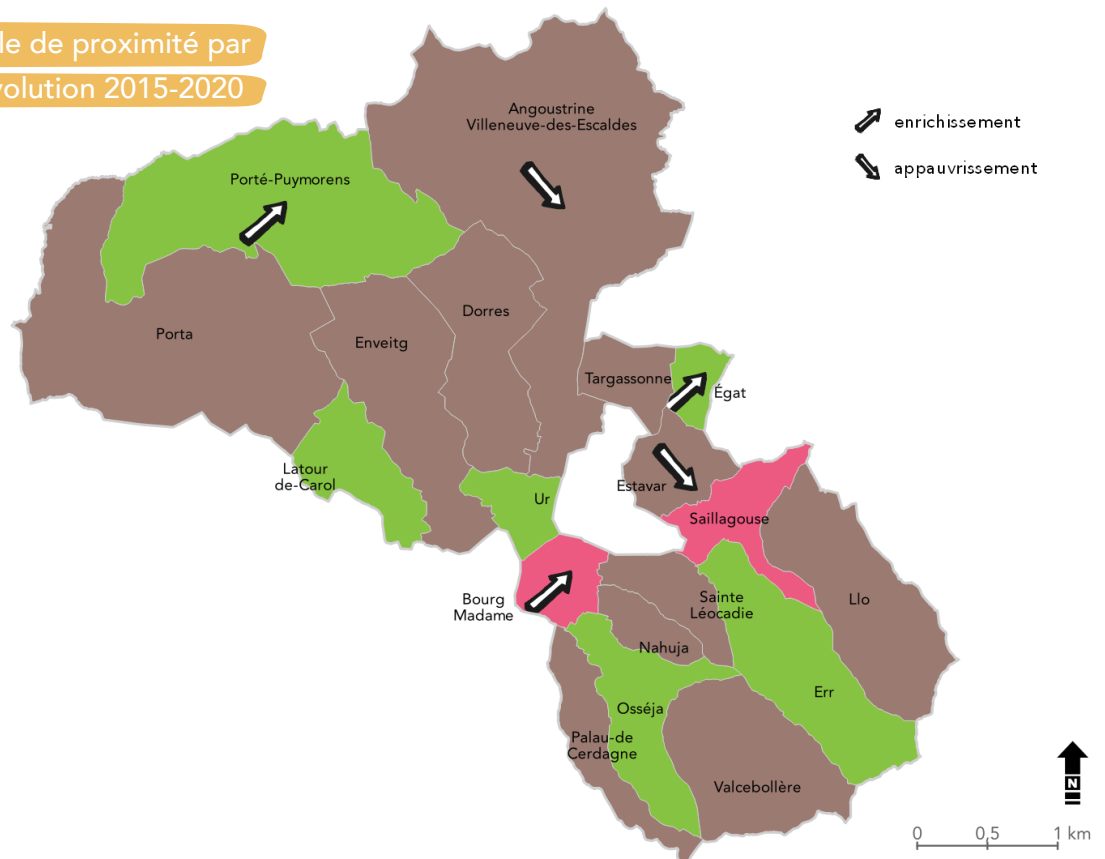 le de proximité par
volution 2015-2020
enrichissement
appauvrissement
Angoustrine
Villeneuve-des-Escaldes
Porté-Puymorens
Porta
Enveitg
Dorres
Targassonne
Égat
Latour
de-Carol
Ur
Estavar
Saillagouse
Bourg
Madame
Sainte
Léocadie
Llo
Nahuja
Err
Osséja
Palau-de
Cerdagne
Valcebollère
N
0 0,5 1 km